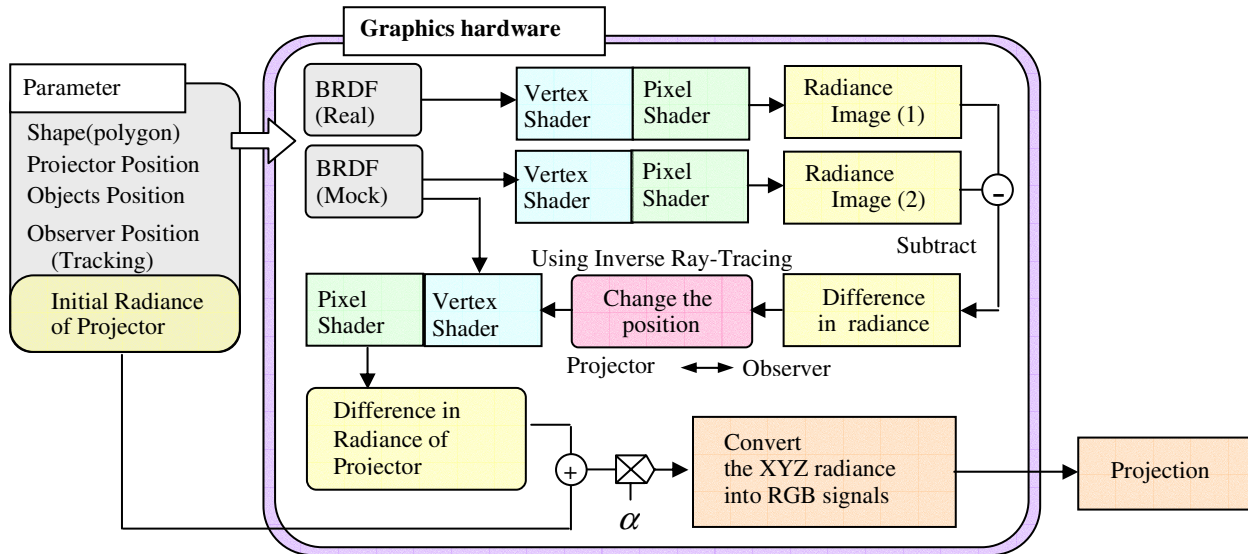 Graphics hardware
Parameter
Shape(polygon)
Projector Position
Objects Position
Observer Position
(Tracking)
Initial Radiance
of Projector
BRDF
(Real)
Vertex
Shader
Pixel
Shader
Radiance
Image (1)
BRDF
(Mock)
Vertex
Shader
Pixel
Shader
Radiance
Image (2)
-
Subtract
Using Inverse Ray-Tracing
Pixel
Shader
Vertex
Shader
Change the
position
Difference
in radiance
Projector
Observer
Difference in
Radiance of
Projector
+
α
Convert
the XYZ radiance
into RGB signals
Projection